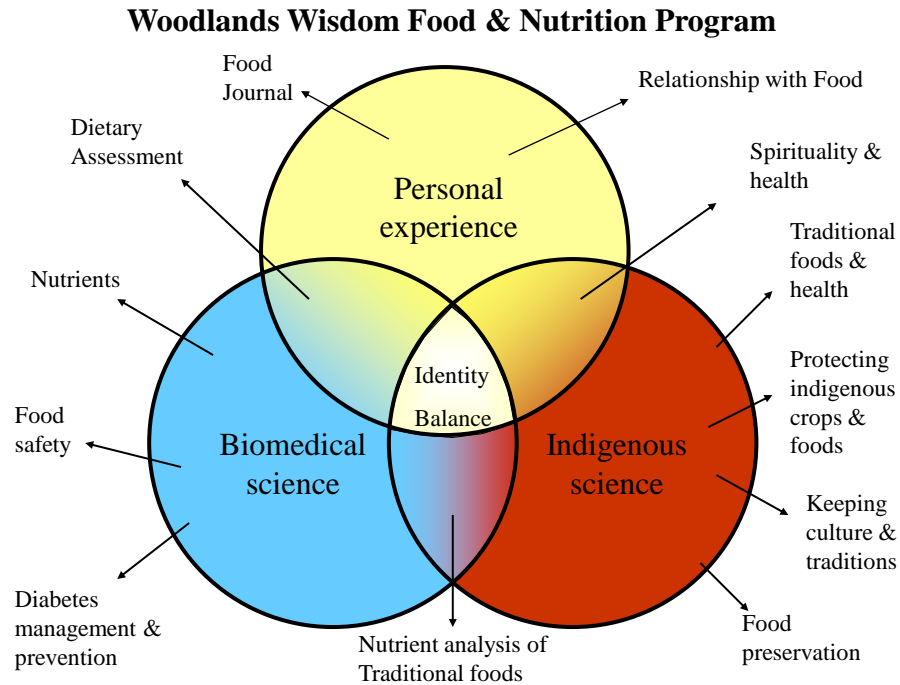 Woodlands Wisdom Food & Nutrition Program
Food
Journal
Relationship with Food
Dietary
Assessment
Spirituality &
health
Personal
experience
Traditional
foods &
health
Nutrients
Identity
Balance
Protecting
indigenous
crops &
foods
Food
safety
Biomedical
science
Indigenous
science
Keeping
culture &
traditions
Diabetes
management &
prevention
Nutrient analysis of
Traditional foods
Food
preservation